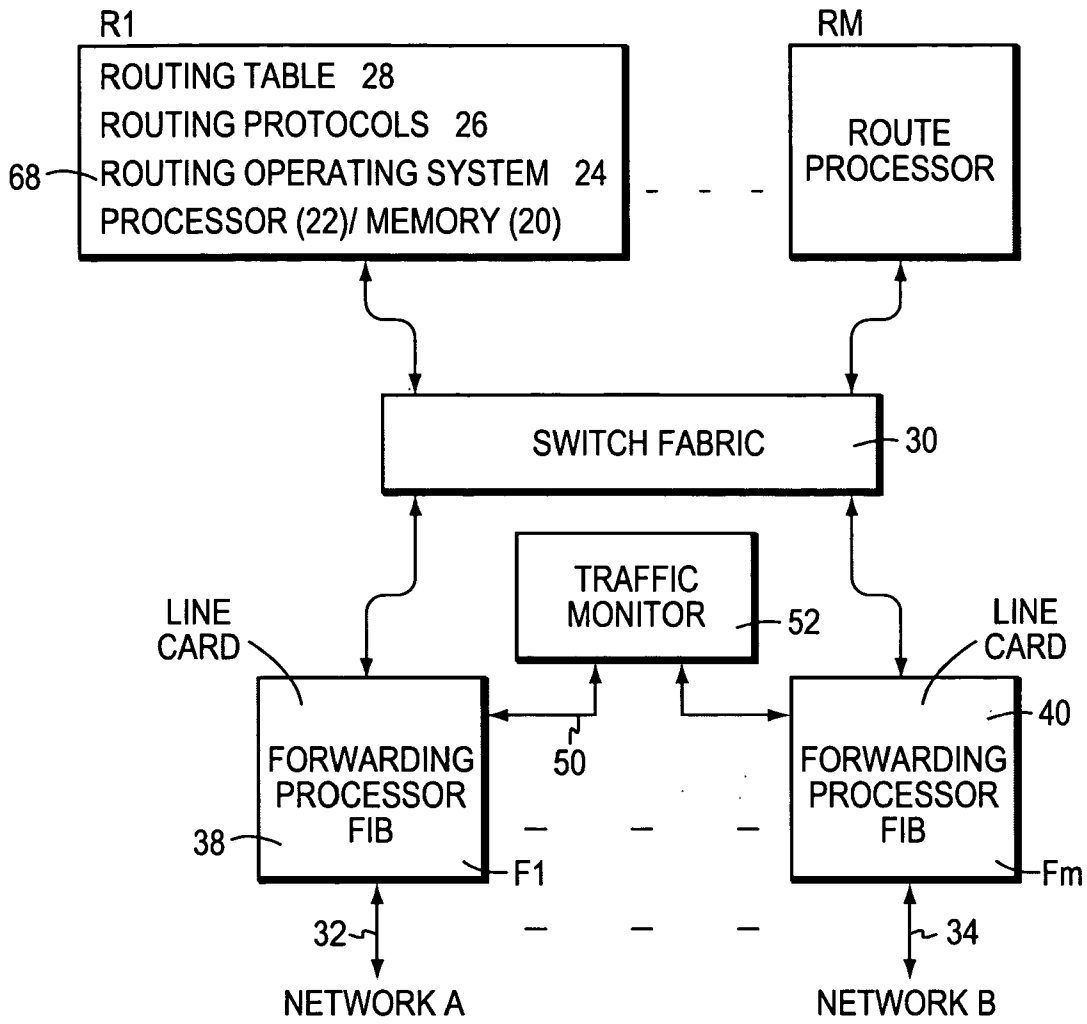 R1
RM
ROUTING TABLE 28
ROUTING PROTOCOLS 26
68
ROUTING OPERATING SYSTEM 24
PROCESSOR (22)/ MEMORY (20)
ROUTE
PROCESSOR
SWITCH FABRIC
30
TRAFFIC
MONITOR
52
LINE
CARD
LINE
CARD
40
50
FORWARDING
PROCESSOR
FIB
38
F1
FORWARDING
PROCESSOR
FIB
Fm
32
34
NETWORK A
NETWORK B